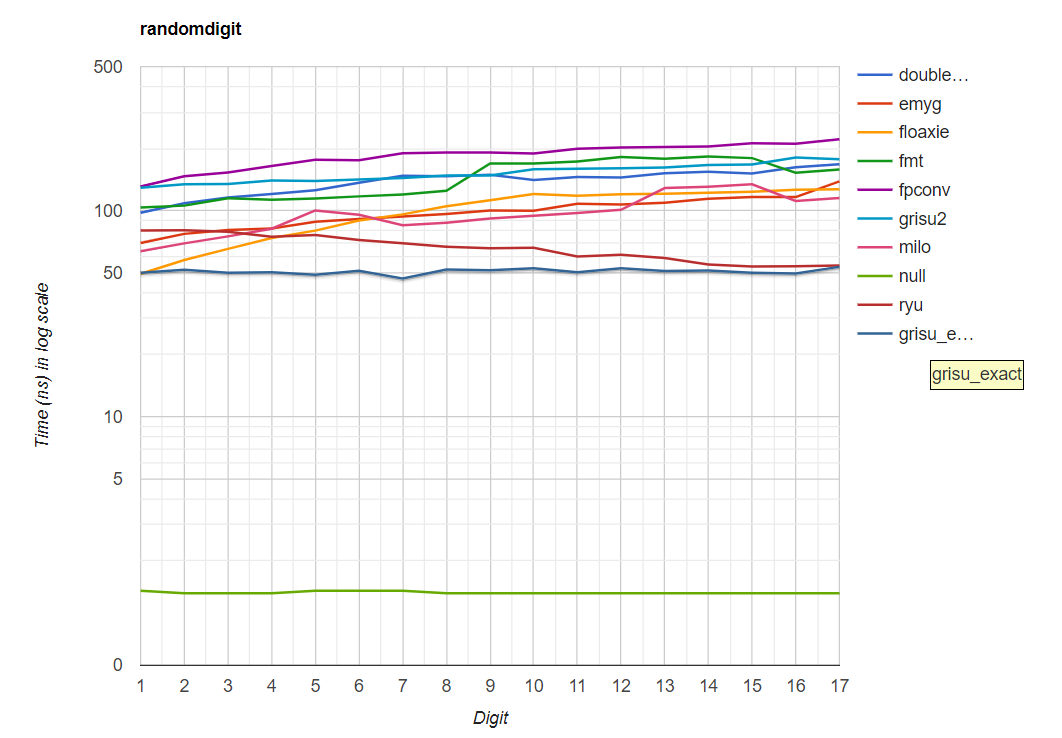 randomdigit
500
100
50
10
5
0
Time (ns) in log scale
1 2 3 4 5 6 7 8 9 10 11 12 13 14 15 16 17
Digit
double…
emyg
floaxie
fmt
fpconv
grisu2
milo
null
ryu
grisu_e…
grisu_exact